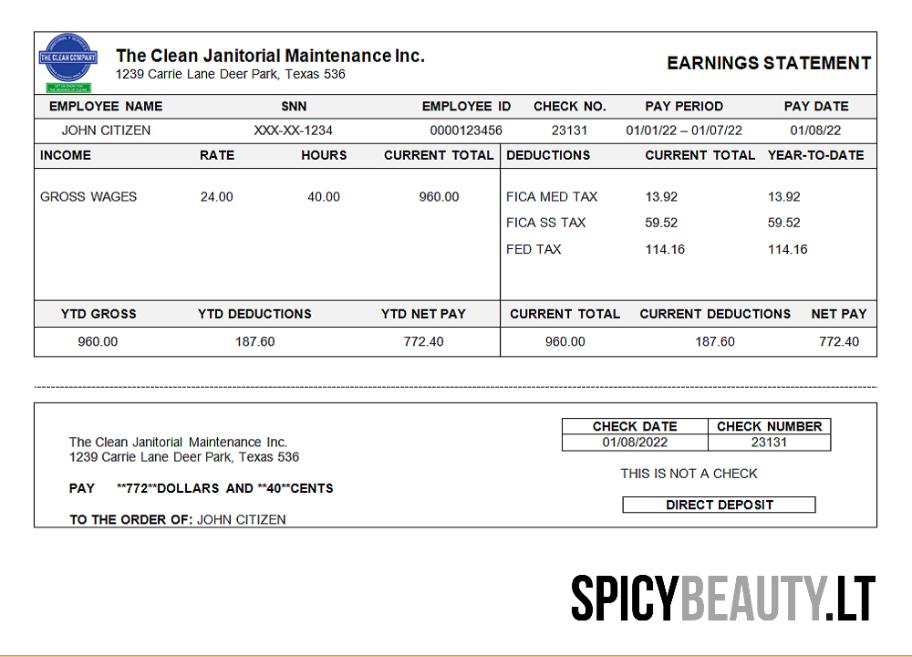 THE CLEAN COMPANY
The Clean Janitorial Maintenance Inc.
1239 Carrie Lane Deer Park, Texas 536
EARNINGS STATEMENT
EMPLOYEE NAME SNN EMPLOYEE ID CHECK NO. PAY PERIOD PAY DATE
JOHN CITIZEN XXX-XX-1234 0000123456 23131 01/01/22 – 01/07/22 01/08/22
INCOME RATE HOURS CURRENT TOTAL DEDUCTIONS CURRENT TOTAL YEAR-TO-DATE
GROSS WAGES 24.00 40.00 960.00 FICA MED TAX 13.92 13.92
FICA SS TAX 59.52 59.52
FED TAX 114.16 114.16
YTD GROSS YTD DEDUCTIONS YTD NET PAY CURRENT TOTAL CURRENT DEDUCTIONS NET PAY
960.00 187.60 772.40 960.00 187.60 772.40
CHECK DATE CHECK NUMBER
01/08/2022 23131
The Clean Janitorial Maintenance Inc.
1239 Carrie Lane Deer Park, Texas 536
THIS IS NOT A CHECK
PAY **772**DOLLARS AND **40**CENTS
DIRECT DEPOSIT
TO THE ORDER OF: JOHN CITIZEN
SPICYBEAUTY.LT